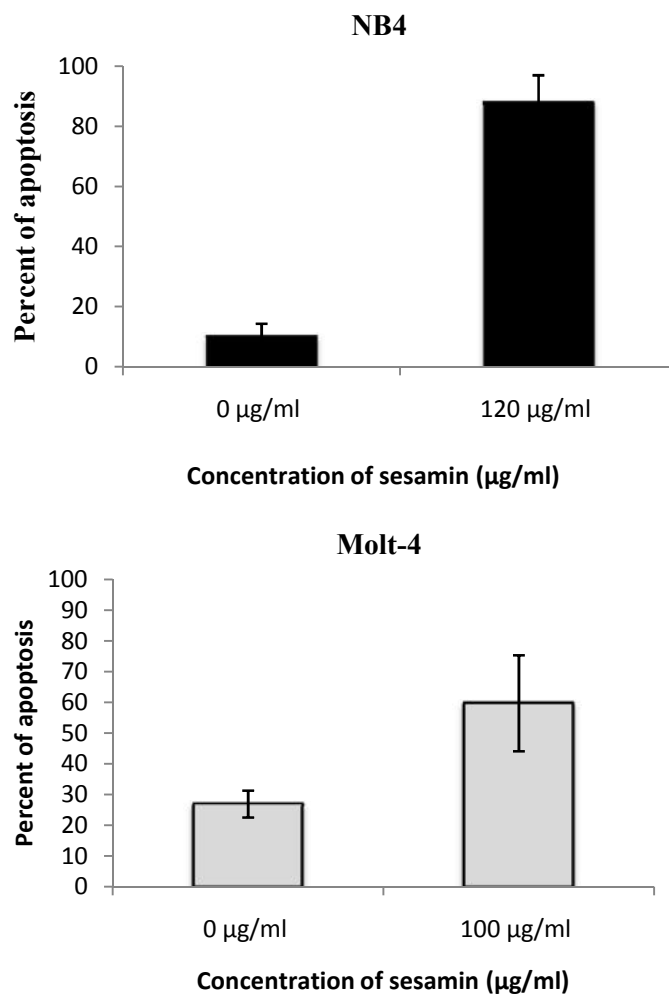 NB4
Percent of apoptosis
100
80
60
40
20
0
0 µg/ml 120 µg/ml
Concentration of sesamin (µg/ml)
Molt-4
Percent of apoptosis
100
90
80
70
60
50
40
30
20
10
0
0 µg/ml 100 µg/ml
Concentration of sesamin (µg/ml)